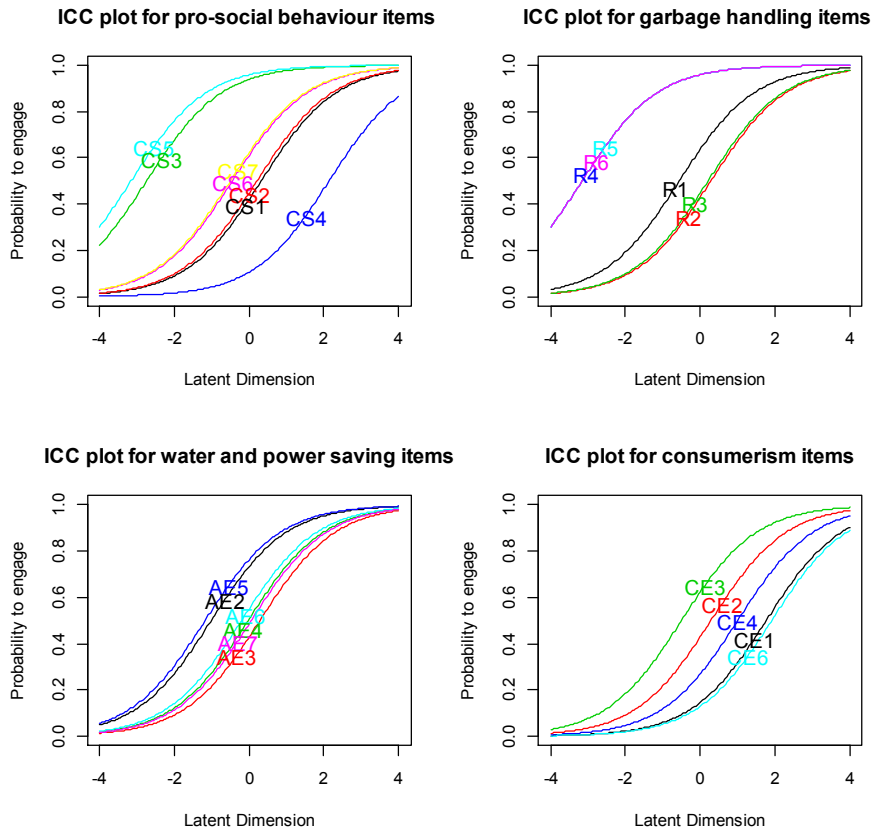 ICC plot for pro-social behaviour items
Probability to engage
1.0
0.8
0.6
0.4
0.2
0.0
CS5
CS3
CS7
CS6
CS2
CS1
CS4
-4 -2 0 2 4
Latent Dimension
ICC plot for garbage handling items
Probability to engage
1.0
0.8
0.6
0.4
0.2
0.0
R5
R6
R4
R1
R3
R2
-4 -2 0 2 4
Latent Dimension
ICC plot for water and power saving items
Probability to engage
1.0
0.8
0.6
0.4
0.2
0.0
AE5
AE2
AE6
AE4
AE7
AE3
-4 -2 0 2 4
Latent Dimension
ICC plot for consumerism items
Probability to engage
1.0
0.8
0.6
0.4
0.2
0.0
CE3
CE2
CE4
CE1
CE6
-4 -2 0 2 4
Latent Dimension